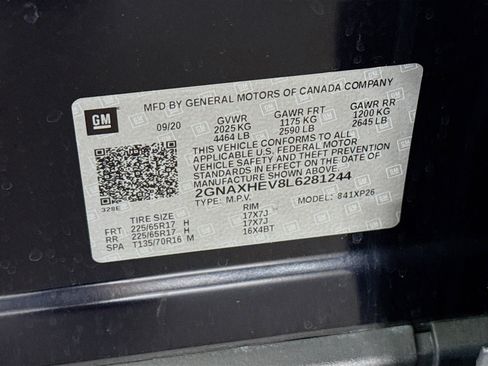 MFD BY GENERAL MOTORS OF CANADA COMPANY
GM
09/20 GVWR GAWR FRT GAWR RR
2025 KG 1175 KG 1200 KG
4464 LB 2590 LB 2645 LB
THIS VEHICLE CONFORMS TO ALL
APPLICABLE U.S. FEDERAL MOTOR
VEHICLE SAFETY AND THEFT PREVENTION
STANDARDS IN EFFECT ON THE DATE OF
MANUFACTURE SHOWN ABOVE.
2GNAXHEV8L6281244
TYPE: M.P.V. MODEL: 841XP26
328E
TIRE SIZE RIM
FRT 225/65R17 H 17X7J
RR 225/65R17 H 17X7J
SPA T135/70R16 M 16X4BT